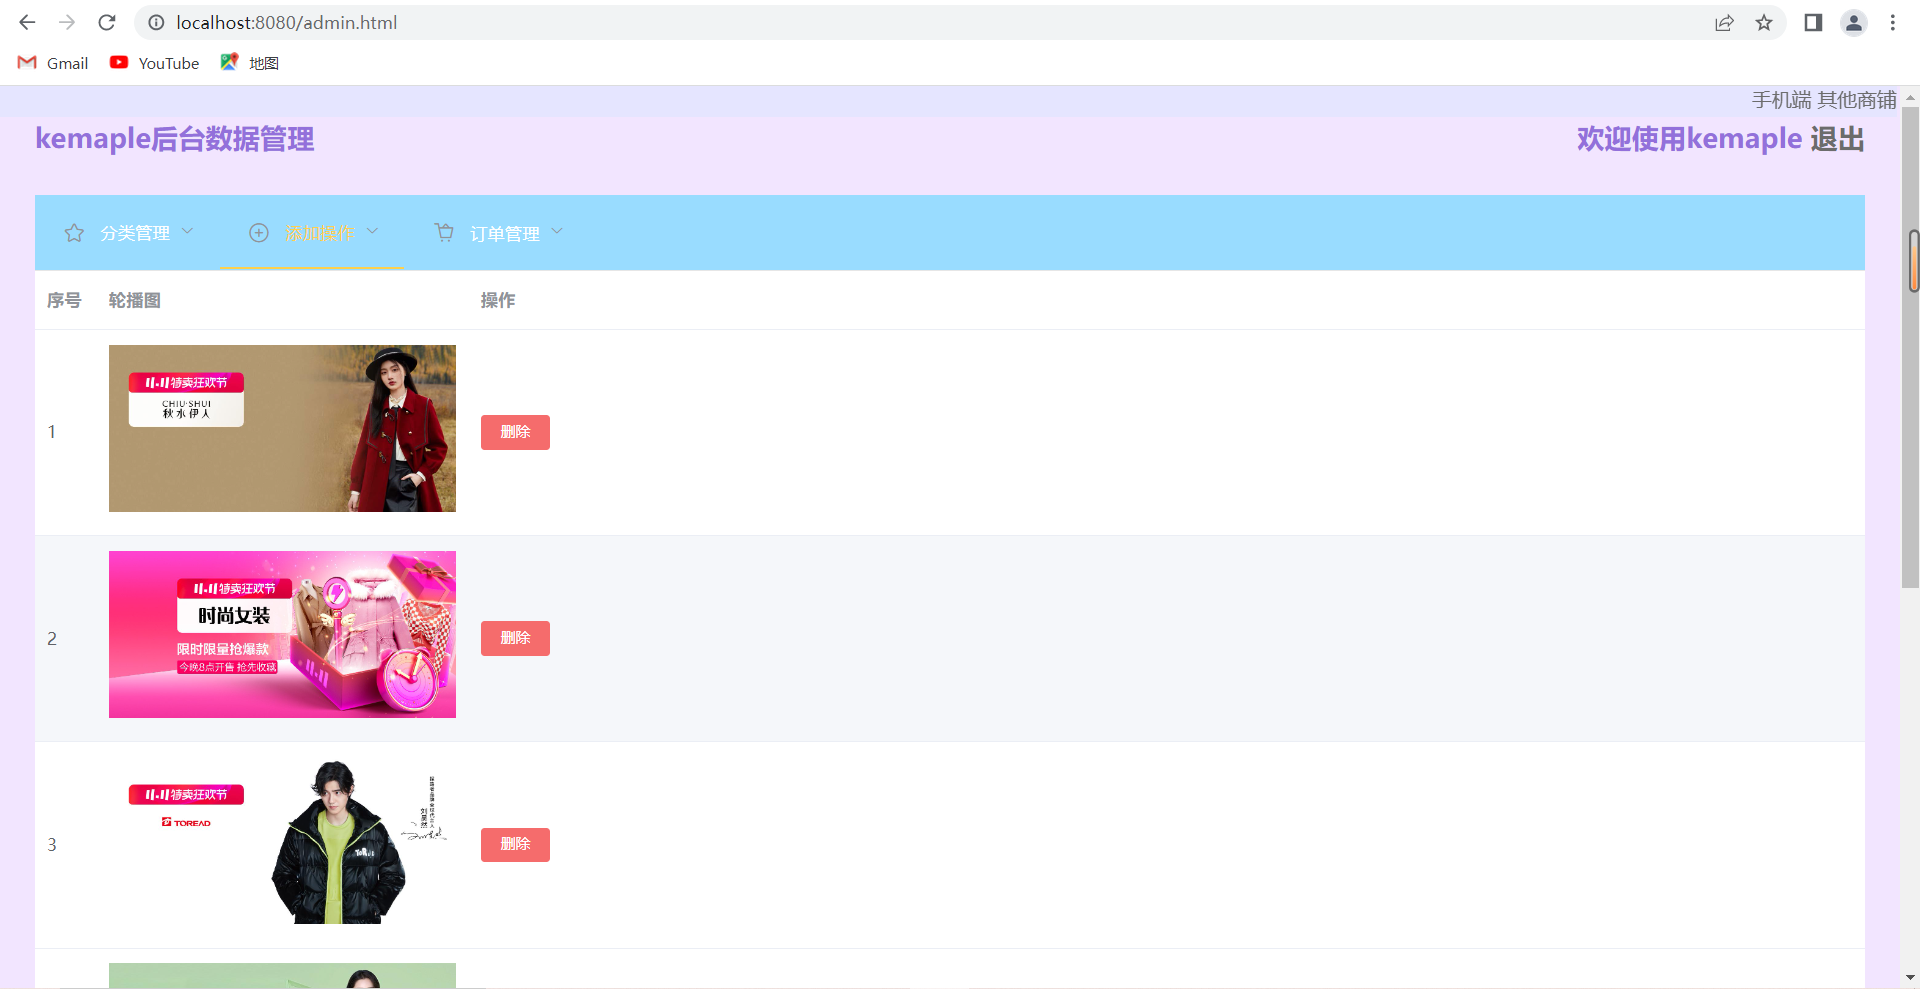 localhost:8080/admin.html
Gmail YouTube 地图
手机端 其他商铺
kemaple后台数据管理 欢迎使用kemaple 退出
分类管理 添加操作 订单管理
序号 轮播图 操作
11.11特卖狂欢节
CHIU·SHUI
秋水伊人
1 删除
11.11特卖狂欢节
时尚女装
限时限量抢爆款
今晚8点开售 抢先收藏
2 删除
11.11特卖狂欢节
TOREAD
刘昊然
3 删除